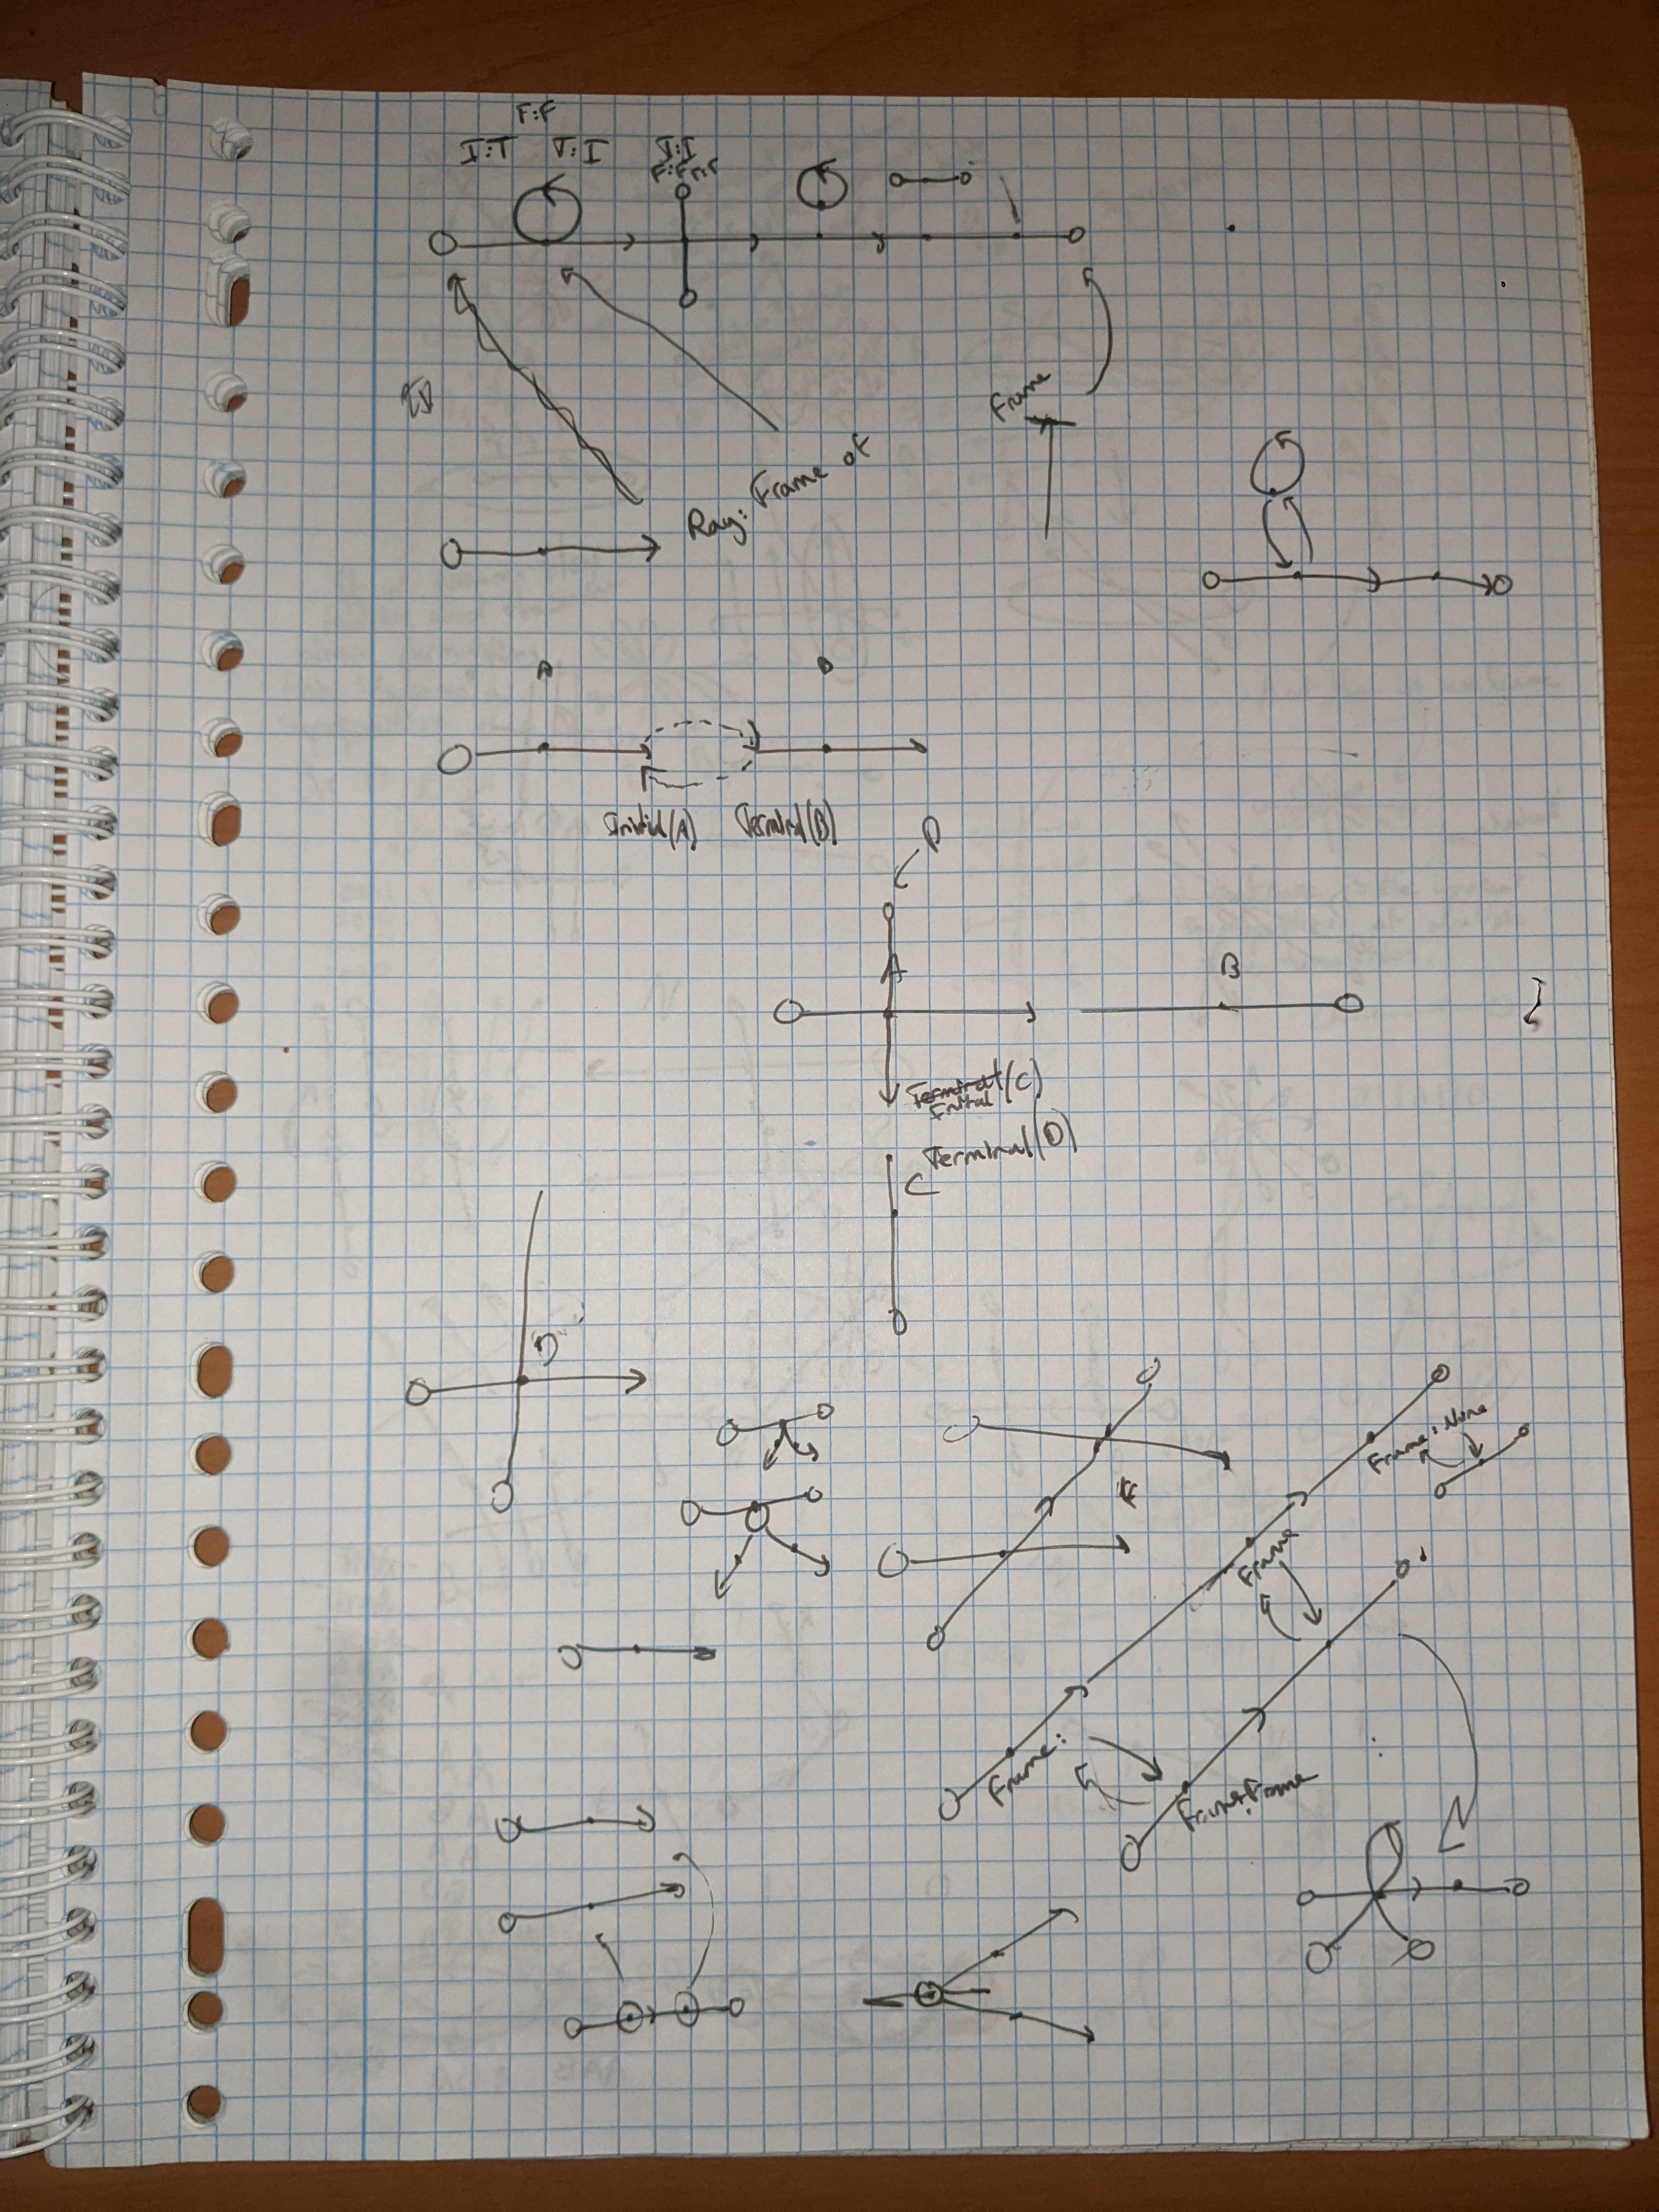 F:F
I:T T:I I:I
Frame
Ray: Frame of
A B
Initial(A) Terminal(B)
D
A B
Terminal(C)
Initial
Terminal(D)
C
D
Frame: None
F
Frame
Frame:
Frame: Frame